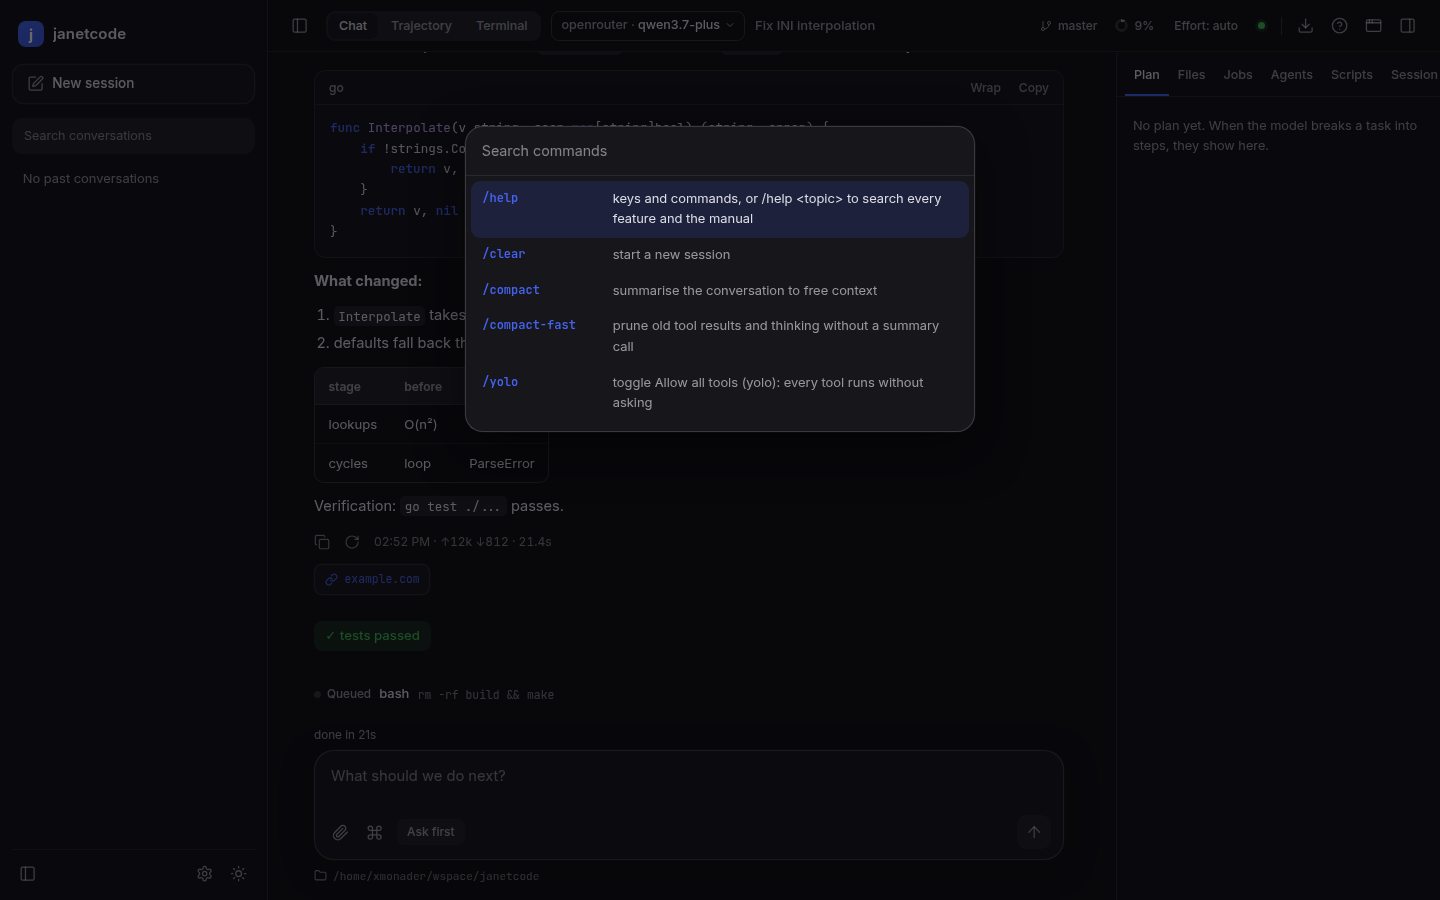 j janetcode
New session
Search conversations
No past conversations
Chat Trajectory Terminal openrouter · qwen3.7-plus Fix INI interpolation master 9% Effort: auto
go Wrap Copy
func Interpolate(v
if !strings.Co
return v,
}
return v, nil
}
Search commands
/help keys and commands, or /help <topic> to search every
feature and the manual
/clear start a new session
/compact summarise the conversation to free context
/compact-fast prune old tool results and thinking without a summary
call
/yolo toggle Allow all tools (yolo): every tool runs without
asking
What changed:
1. Interpolate takes
2. defaults fall back th
stage before
lookups O(n²)
cycles loop ParseError
Verification: go test ./... passes.
02:52 PM · ↑12k ↓812 · 21.4s
example.com
✓ tests passed
Queued bash rm -rf build && make
done in 21s
What should we do next?
Ask first
/home/xmonader/wspace/janetcode
Plan Files Jobs Agents Scripts Session
No plan yet. When the model breaks a task into
steps, they show here.